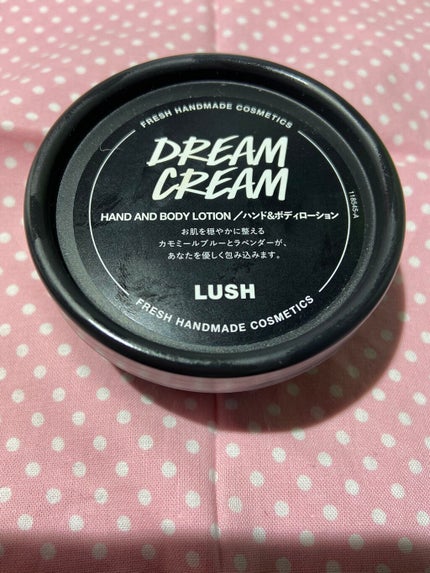 FRESH HANDMADE COSMETICS
DREAM
CREAM
HAND AND BODY LOTION／ハンド&ボディローション
お肌を穏やかに整える
カモミールブルーとラベンダーが、
あなたを優しく包み込みます。
LUSH
FRESH HANDMADE COSMETICS
118545-A